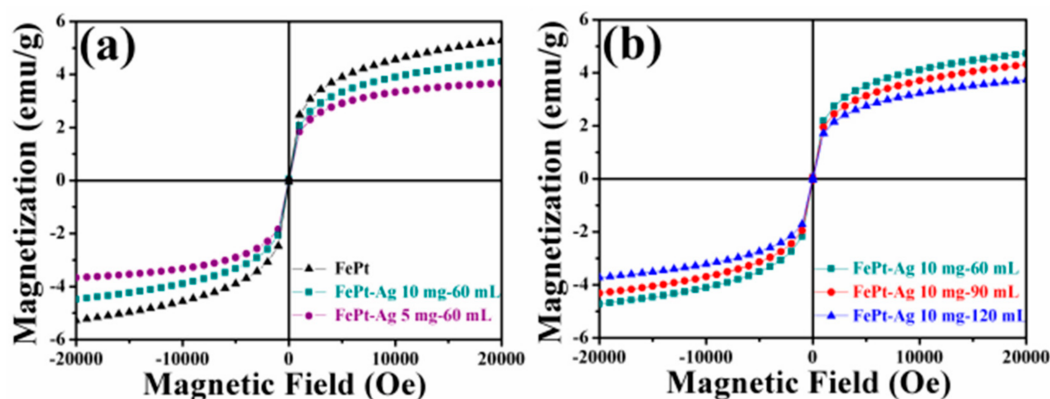 (a)
Magnetization (emu/g)
6
4
2
0
-2
-4
-6
FePt
FePt-Ag 10 mg-60 mL
FePt-Ag 5 mg-60 mL
-20000 -10000 0 10000 20000
Magnetic Field (Oe)
(b)
Magnetization (emu/g)
6
4
2
0
-2
-4
-6
FePt-Ag 10 mg-60 mL
FePt-Ag 10 mg-90 mL
FePt-Ag 10 mg-120 mL
-20000 -10000 0 10000 20000
Magnetic Field (Oe)